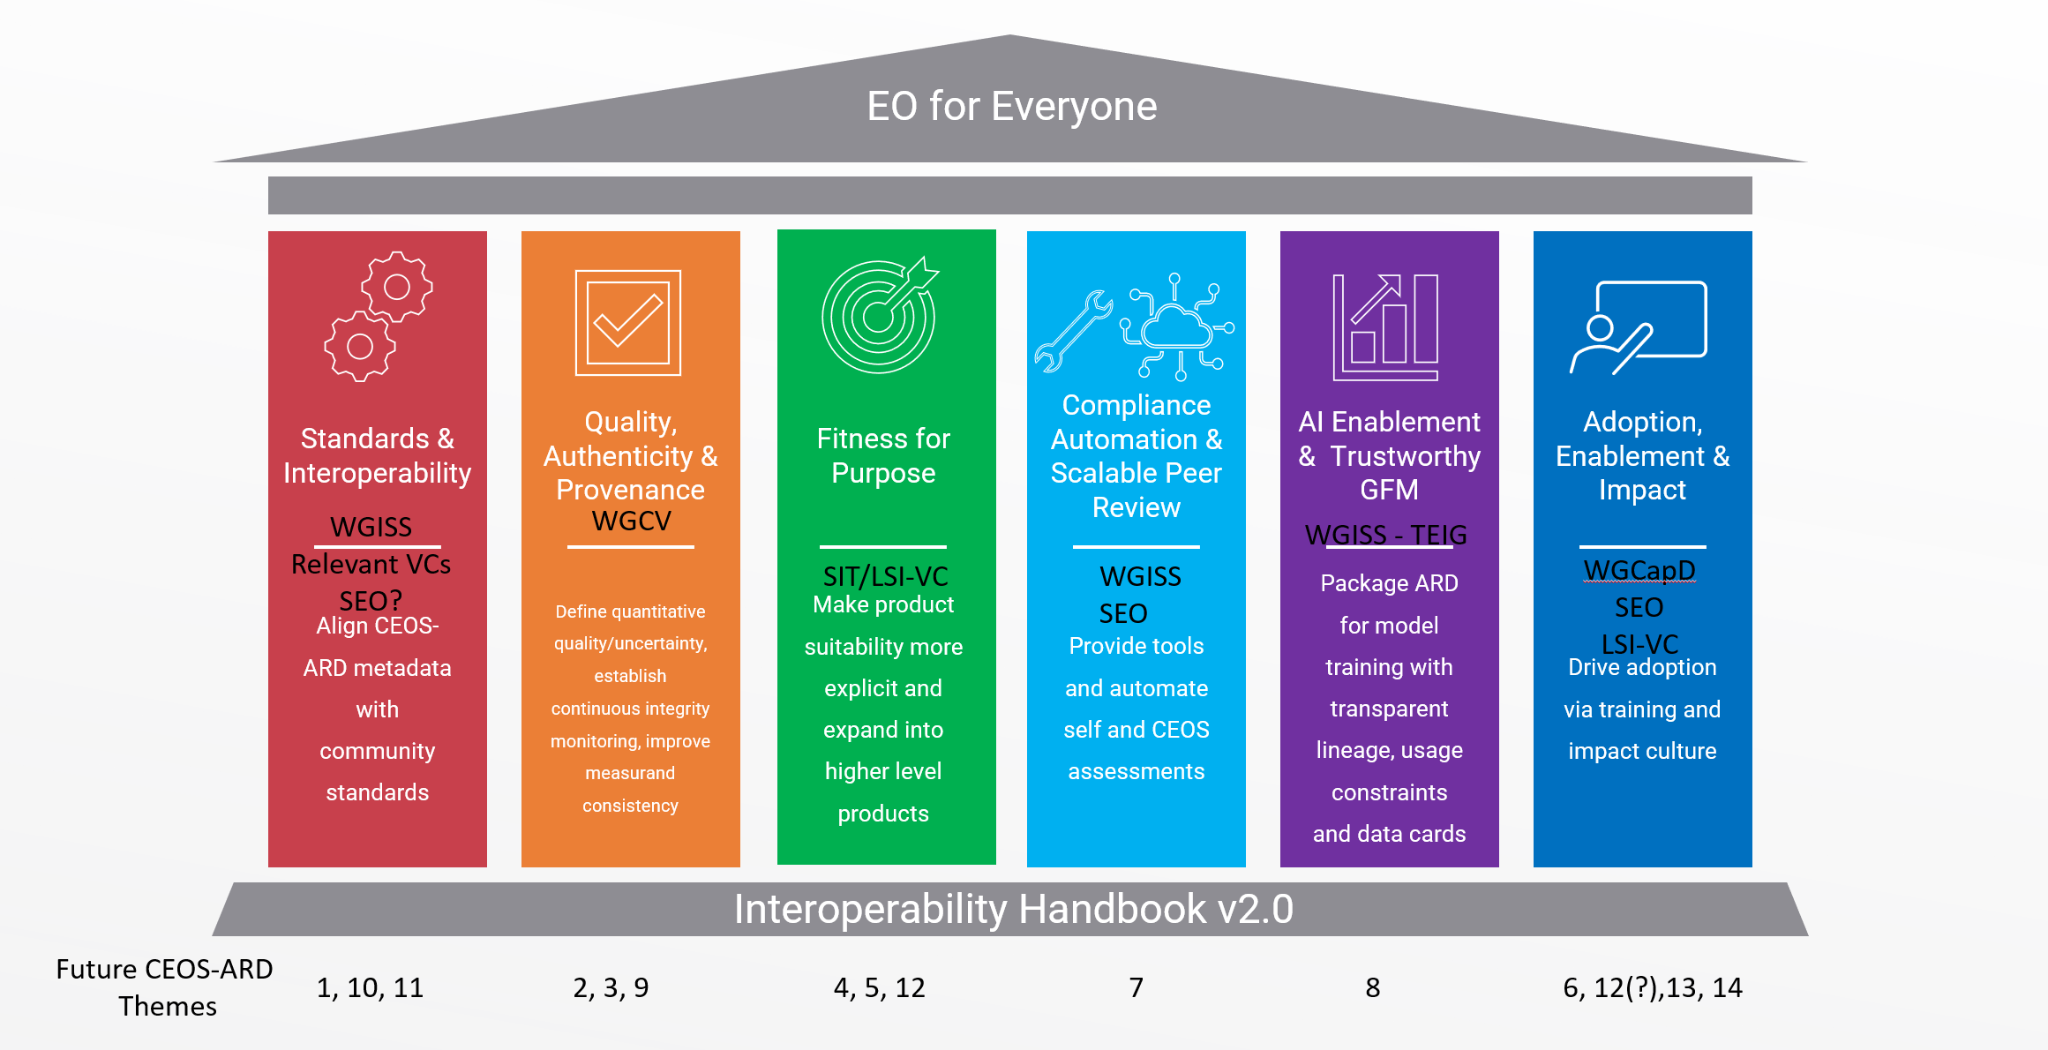 EO for Everyone
Standards &
Interoperability
WGISS
Relevant VCs
SEO?
Align CEOS-
ARD metadata
with
community
standards
Quality,
Authenticity &
Provenance
WGCV
Define quantitative
quality/uncertainty,
establish
continuous integrity
monitoring, improve
measurand
consistency
Fitness for
Purpose
SIT/LSI-VC
Make product
suitability more
explicit and
expand into
higher level
products
Compliance
Automation &
Scalable Peer
Review
WGISS
SEO
Provide tools
and automate
self and CEOS
assessments
AI Enablement
& Trustworthy
GFM
WGISS - TEIG
Package ARD
for model
training with
transparent
lineage, usage
constraints
and data cards
Adoption,
Enablement &
Impact
WGCapD
SEO
LSI-VC
Drive adoption
via training and
impact culture
Interoperability Handbook v2.0
Future CEOS-ARD
Themes
1, 10, 11
2, 3, 9
4, 5, 12
7
8
6, 12(?),13, 14